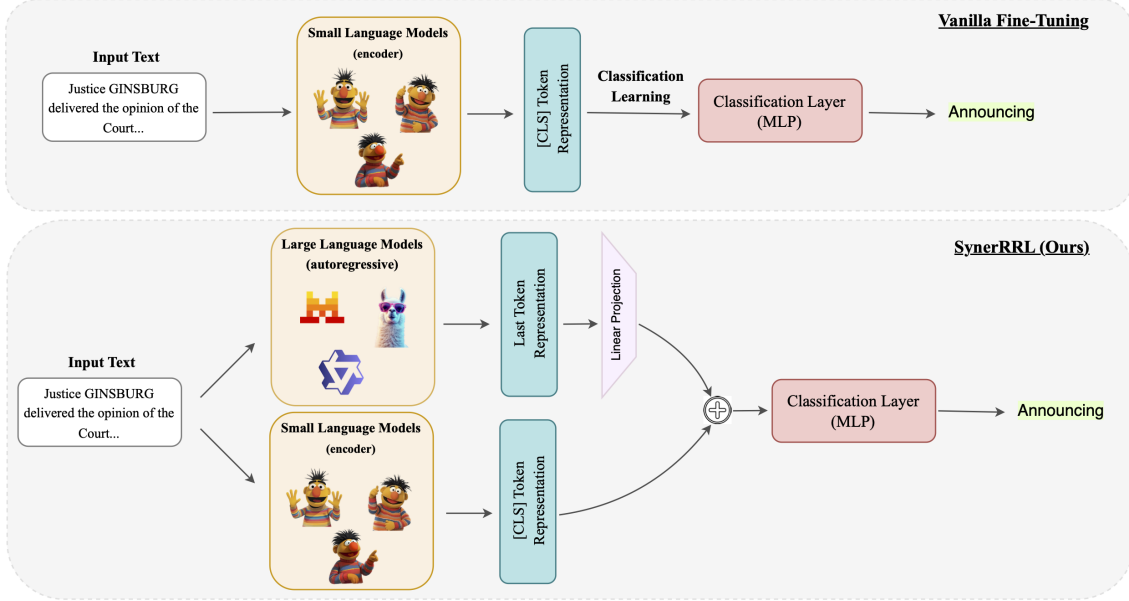 Vanilla Fine-Tuning
Input Text
Justice GINSBURG
delivered the opinion of the
Court...
Small Language Models
(encoder)
[CLS] Token
Representation
Classification
Learning
Classification Layer
(MLP)
Announcing
SynerRRL (Ours)
Input Text
Justice GINSBURG
delivered the opinion of the
Court...
Large Language Models
(autoregressive)
Last Token
Representation
Linear Projection
Small Language Models
(encoder)
[CLS] Token
Representation
Classification Layer
(MLP)
Announcing